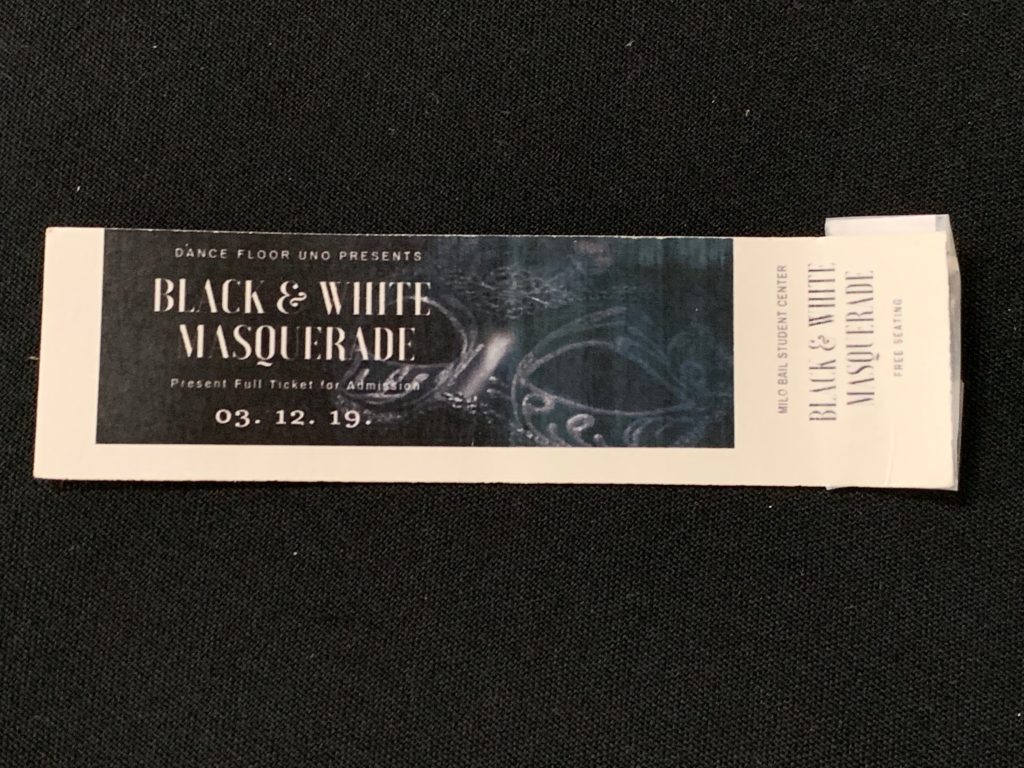 DANCE FLOOR UNO PRESENTS
BLACK & WHITE
MASQUERADE
Present Full Ticket for Admission
03. 12. 19.
MILO BAIL STUDENT CENTER
BLACK & WHITE
MASQUERADE
FREE SEATING